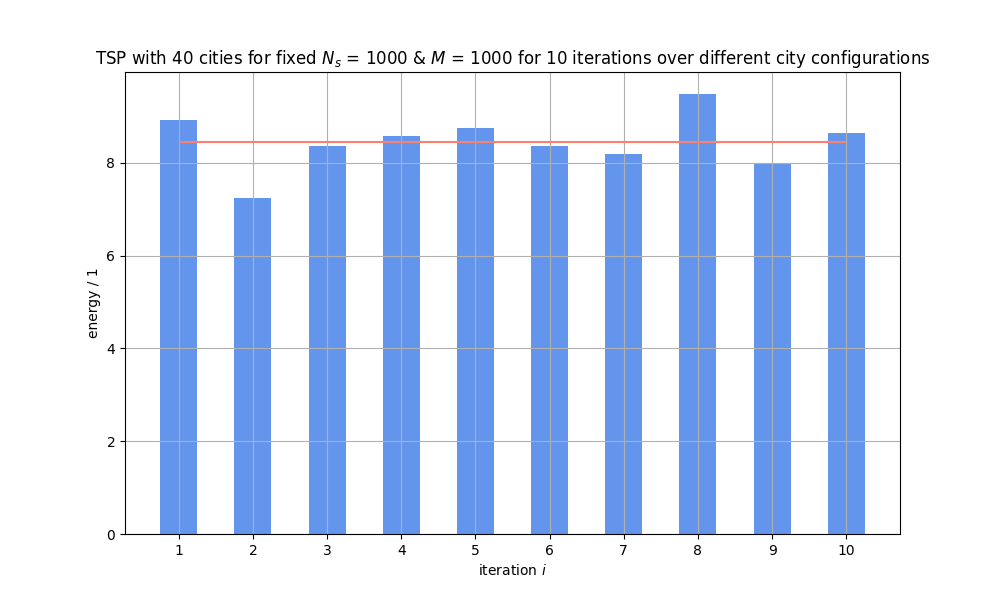 TSP with 40 cities for fixed $N_s$ = 1000 & $M$ = 1000 for 10 iterations over different city configurations
8
6
4
2
0
energy / 1
1 2 3 4 5 6 7 8 9 10
iteration $i$